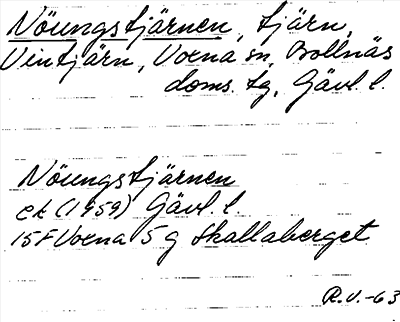 Nöungstjärnen, tjärn,
Vintjärn, Voxna sn, Bollnäs
doms. tg, Gävl. l.
Nöungstjärnen
ek (1959) Gävl. l.
15F Voxna 5 g Skallaberget
R.V.-63